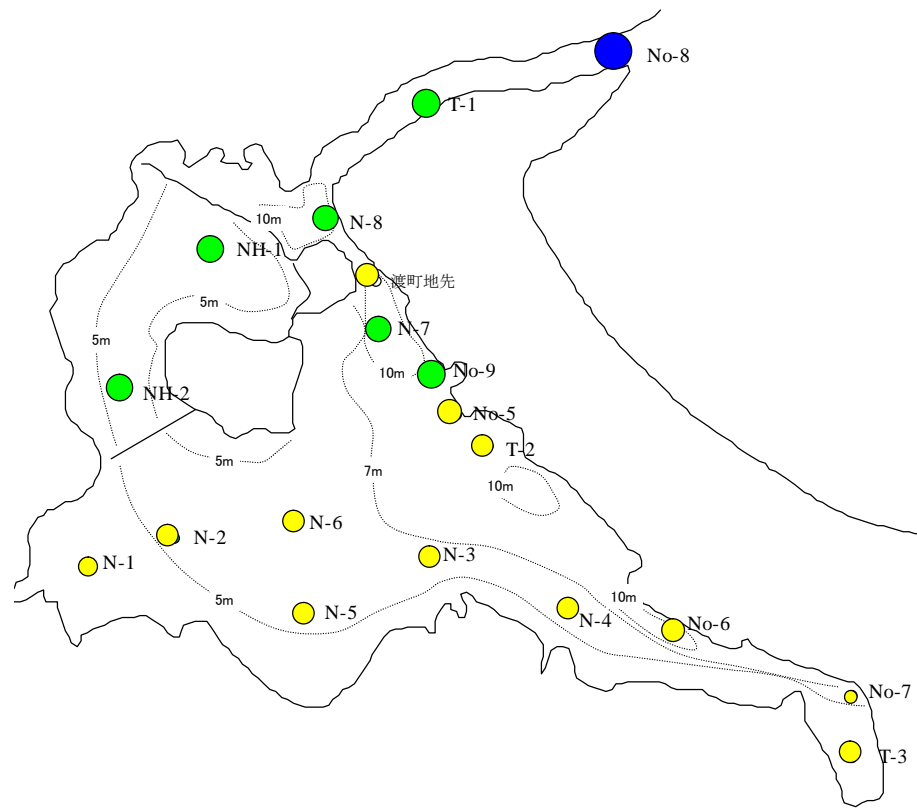 No-8
T-1
10m
N-8
NH-1
渡町地先
5m
N-7
5m
10m
No-9
NH-2
No-5
T-2
5m
7m
10m
N-6
N-2
N-3
N-1
10m
5m
N-5
N-4
No-6
No-7
T-3